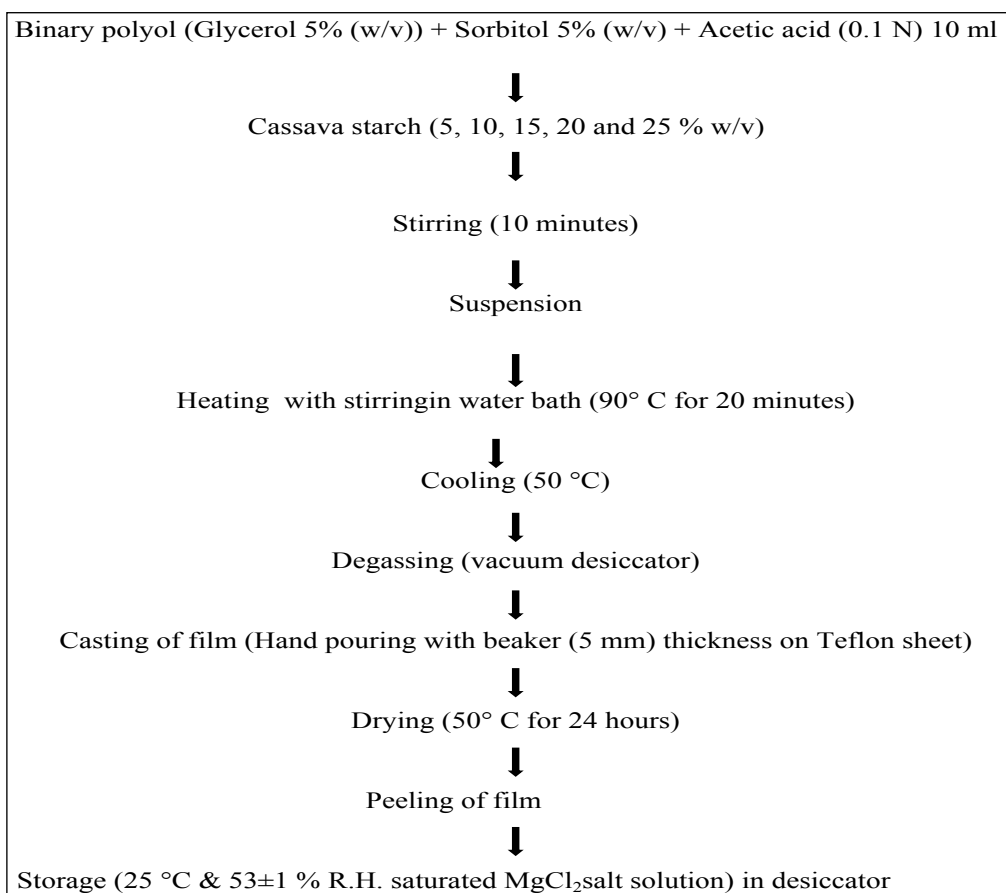 Binary polyol (Glycerol 5% (w/v)) + Sorbitol 5% (w/v) + Acetic acid (0.1 N) 10 ml
Cassava starch (5, 10, 15, 20 and 25 % w/v)
Stirring (10 minutes)
Suspension
Heating with stirringin water bath (90° C for 20 minutes)
Cooling (50 °C)
Degassing (vacuum desiccator)
Casting of film (Hand pouring with beaker (5 mm) thickness on Teflon sheet)
Drying (50° C for 24 hours)
Peeling of film
Storage (25 °C & 53±1 % R.H. saturated MgCl₂salt solution) in desiccator